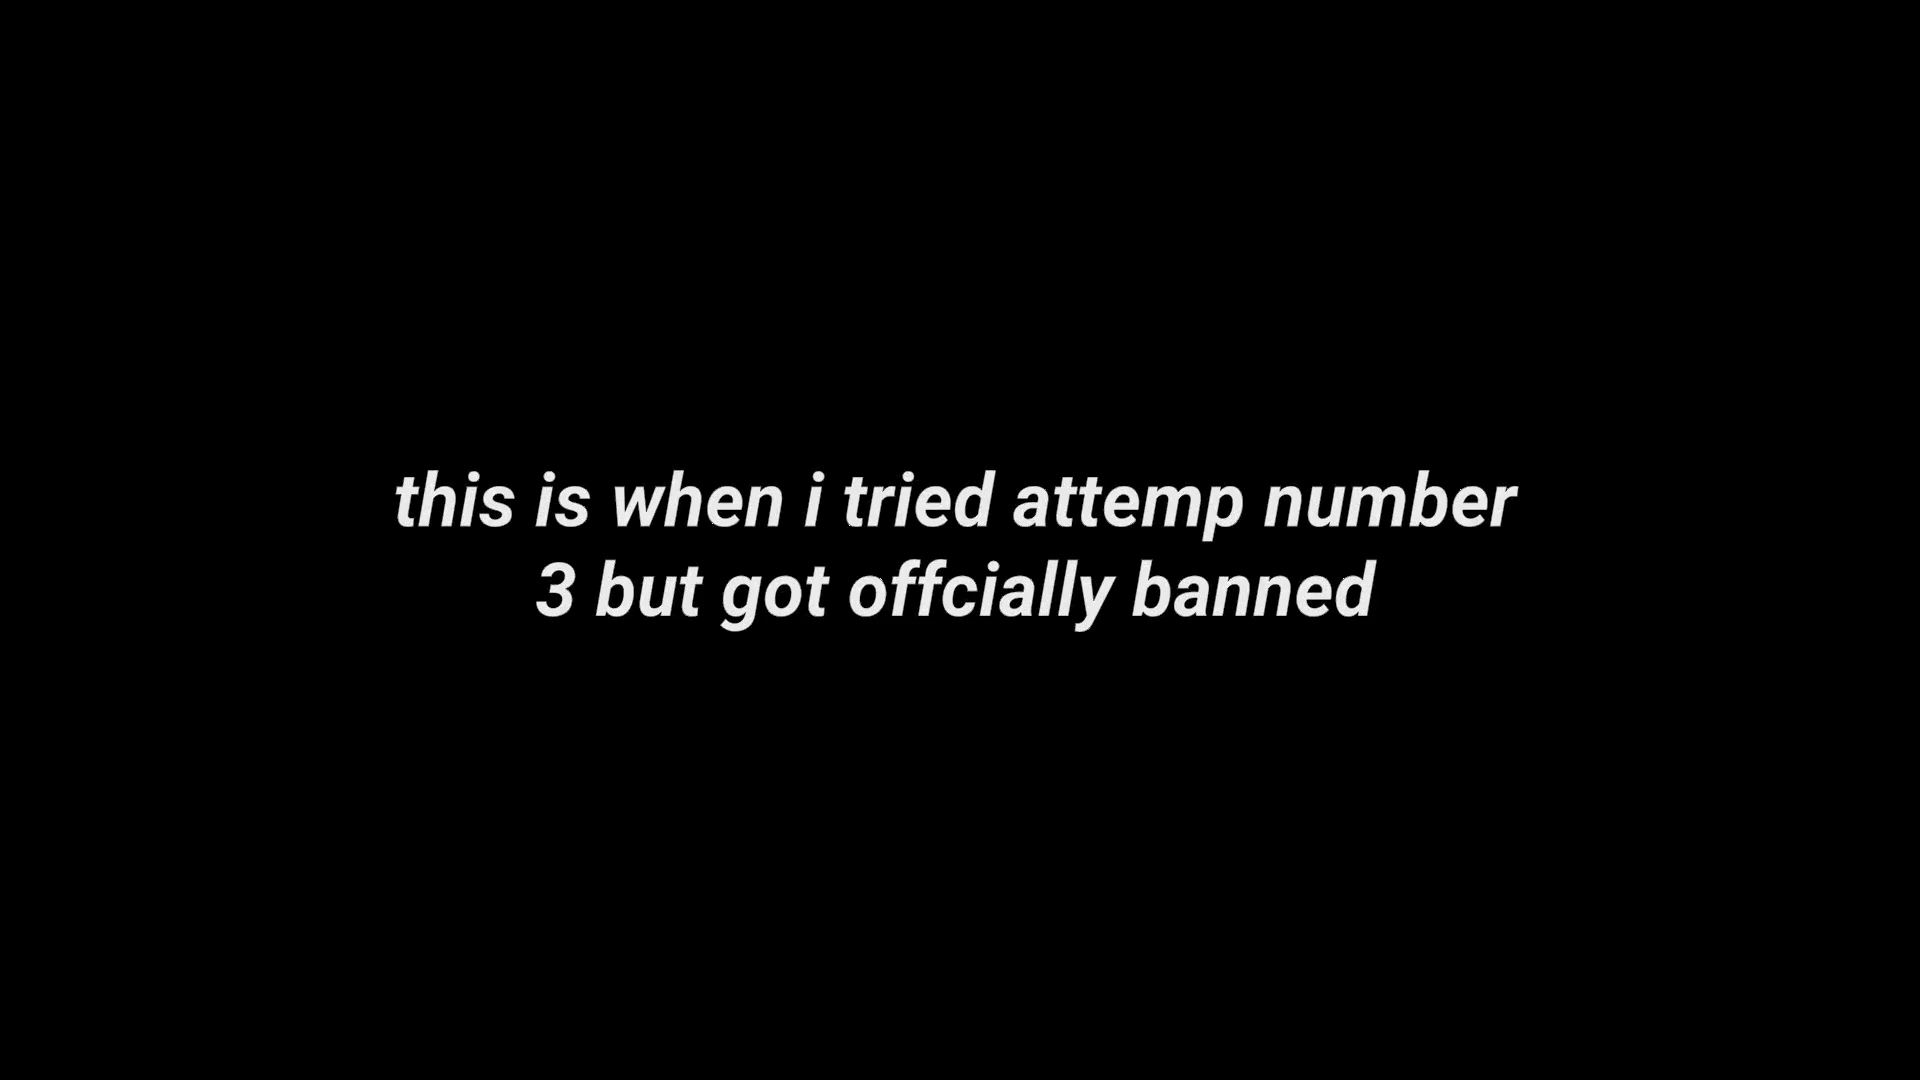 this is when i tried attemp number
3 but got offcially banned